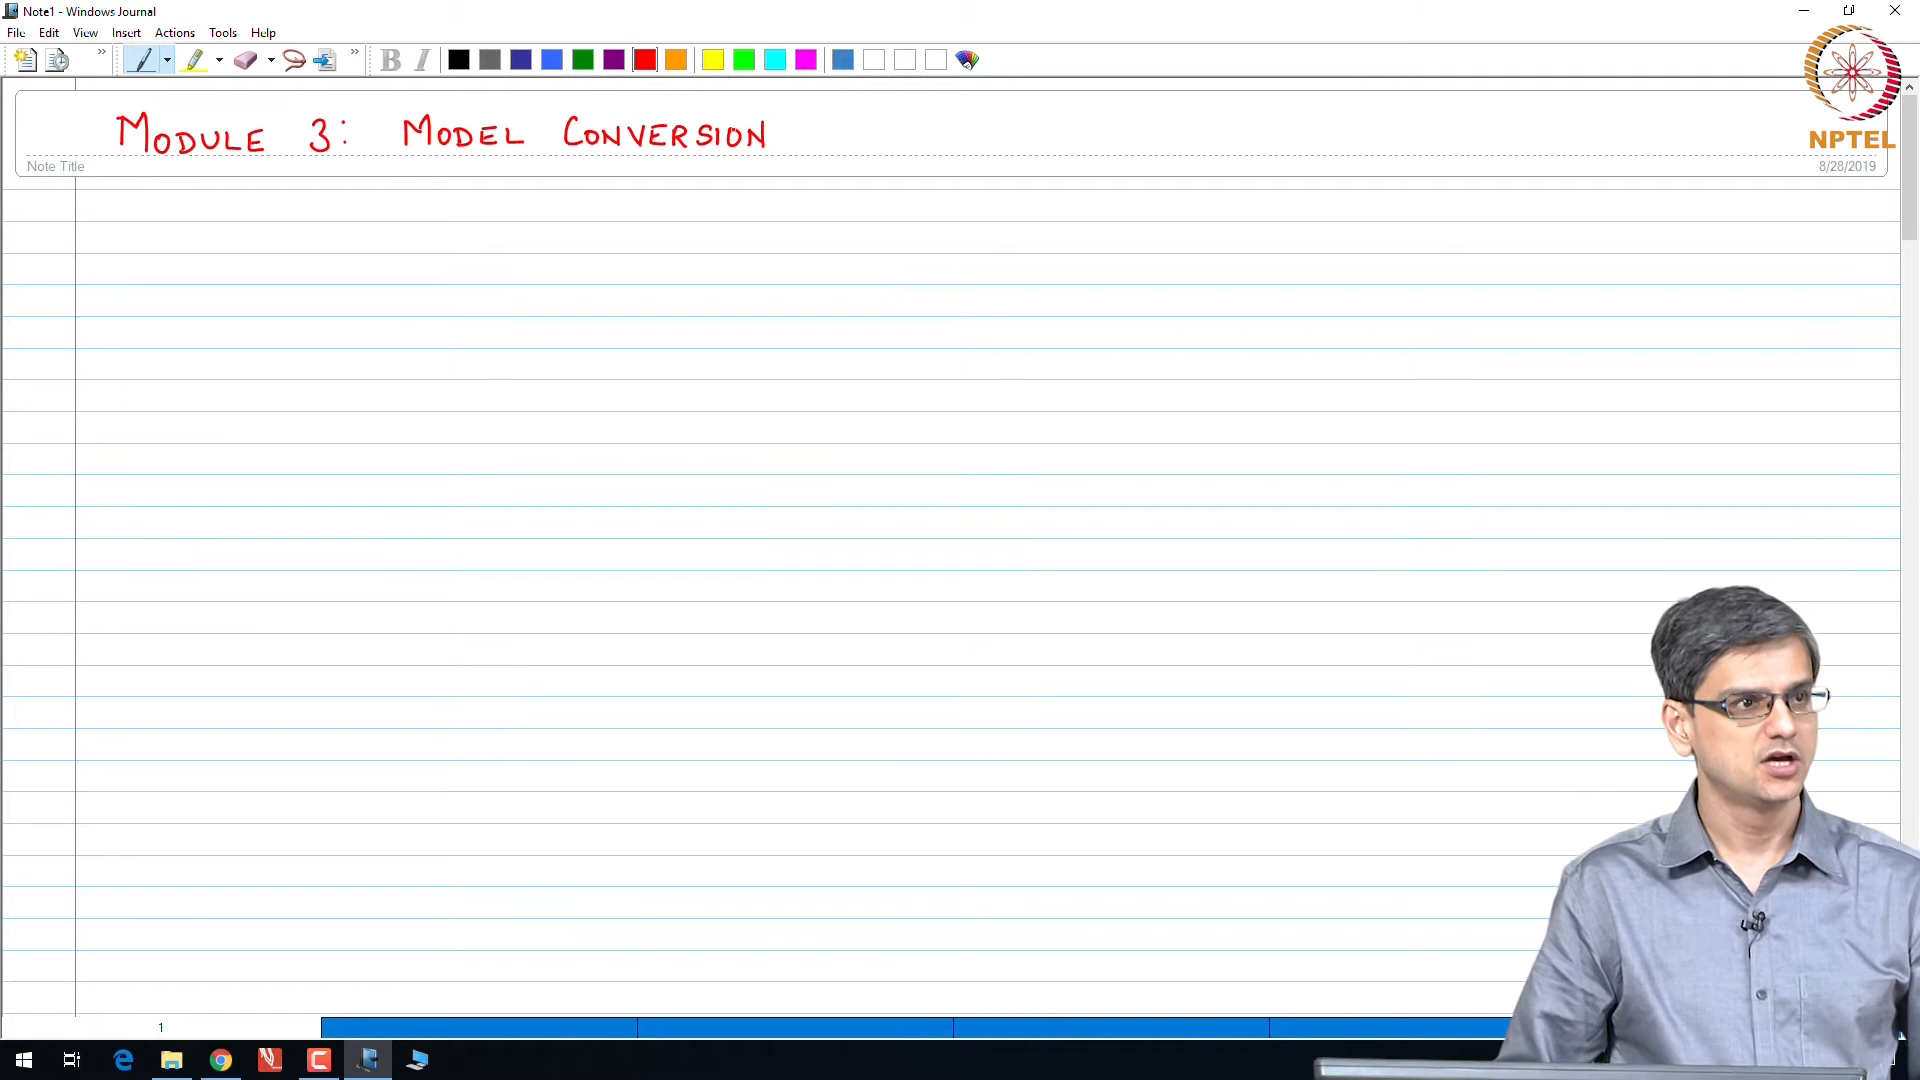 Note1 - Windows Journal
File Edit View Insert Actions Tools Help
B I
NPTEL
MODULE 3: MODEL CONVERSION
Note Title
8/28/2019
1